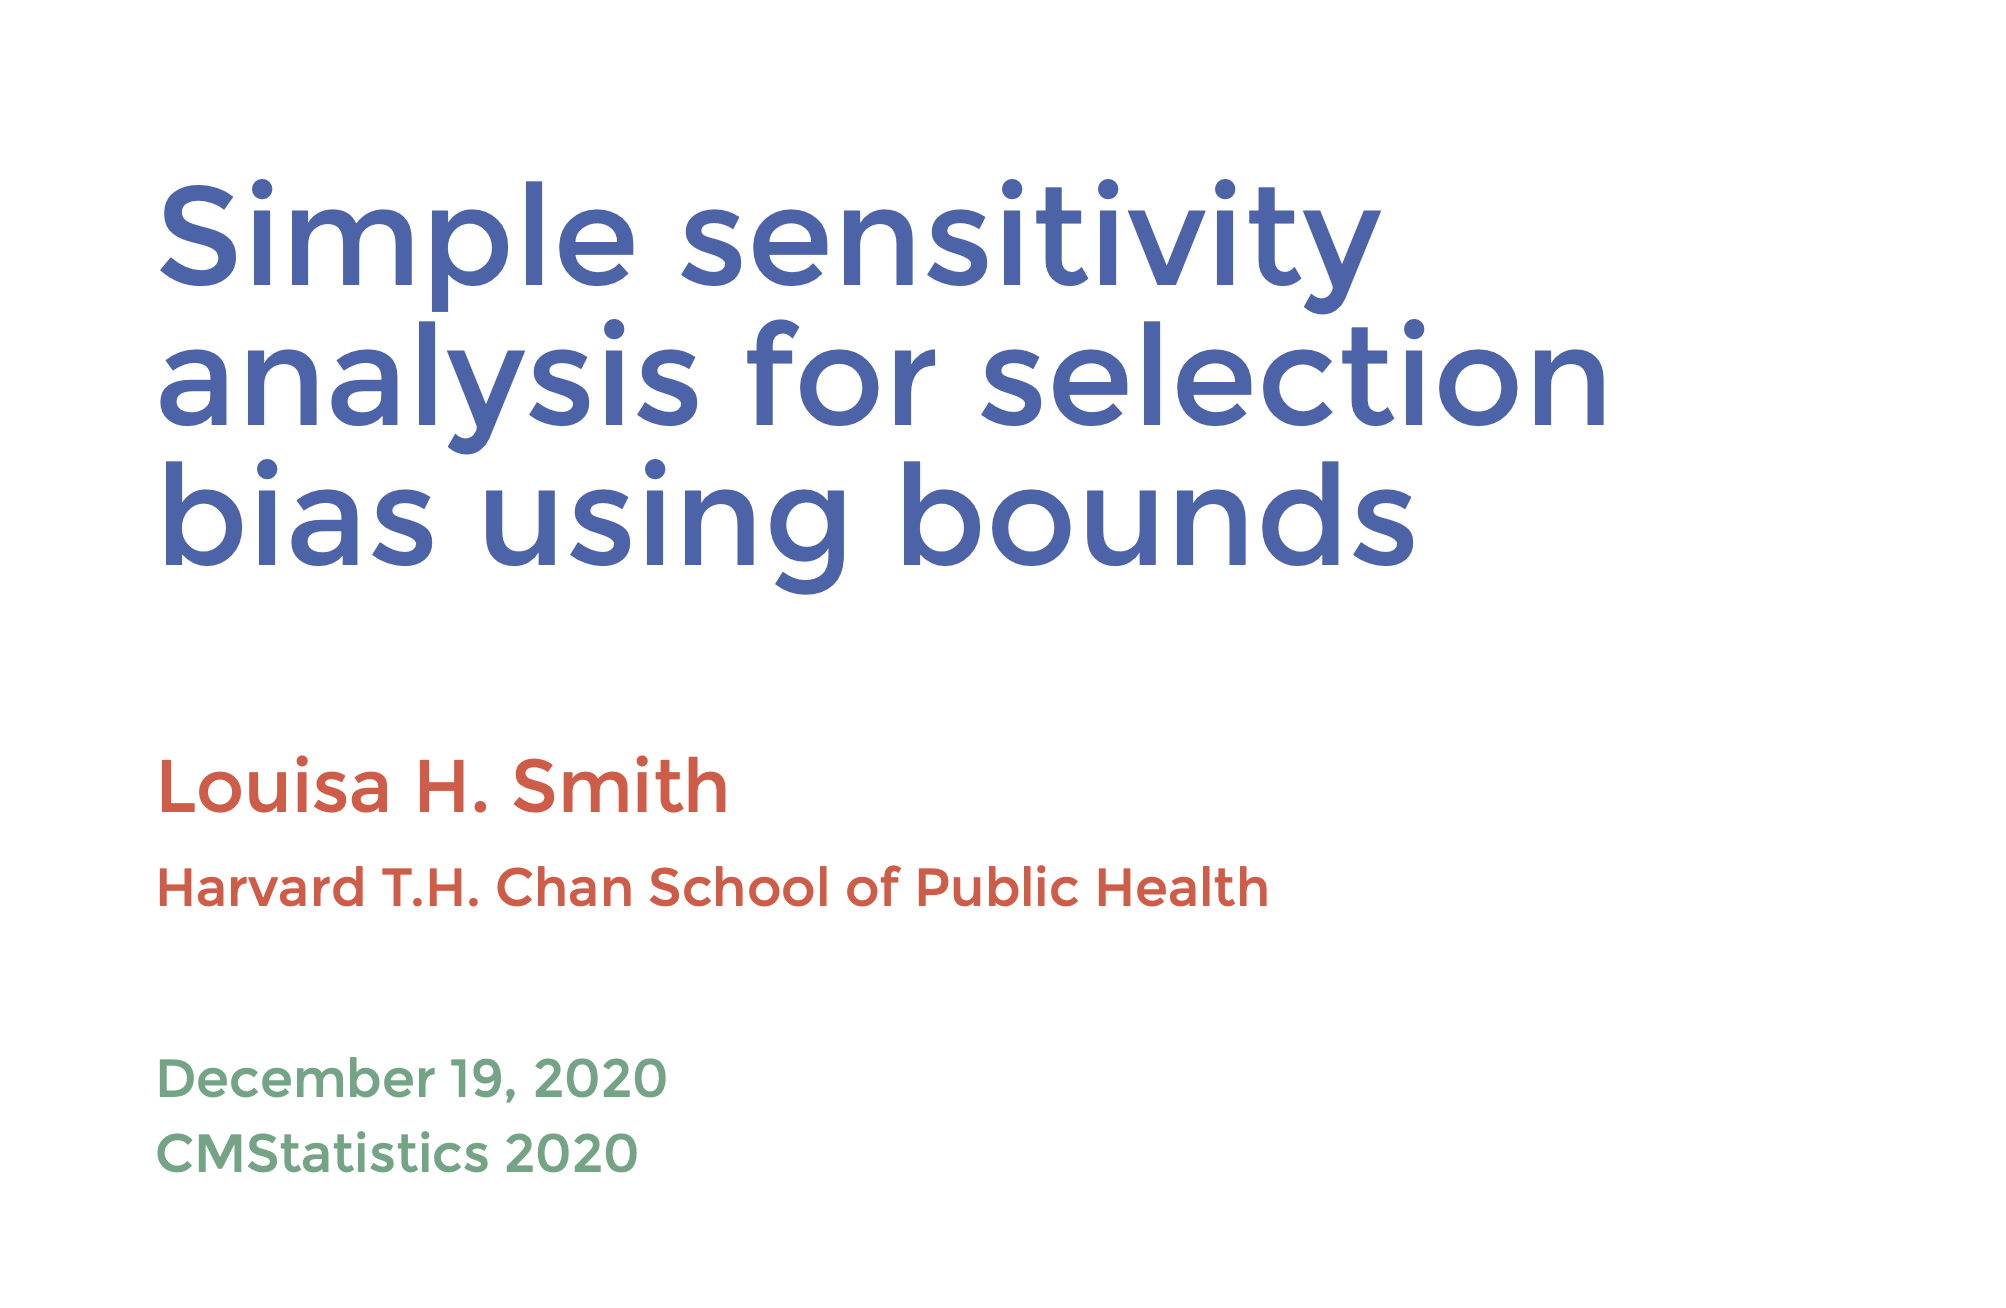 Simple sensitivity
analysis for selection
bias using bounds
Louisa H. Smith
Harvard T.H. Chan School of Public Health
December 19, 2020
CMStatistics 2020